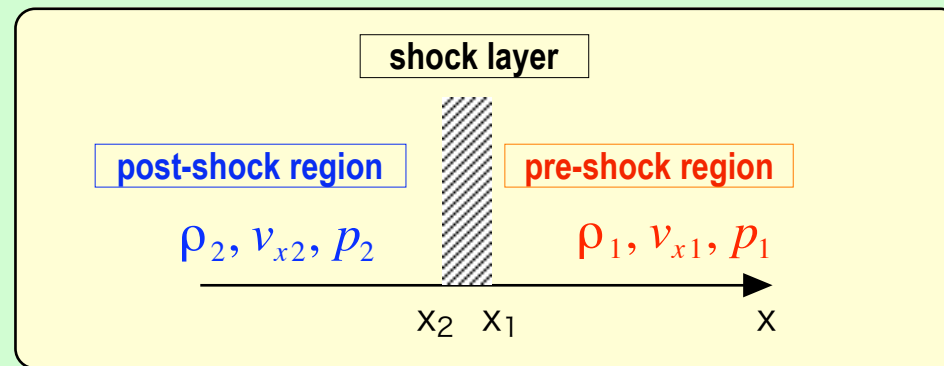 shock layer
post-shock region
pre-shock region
ρ₂, vₓ₂, p₂
ρ₁, vₓ₁, p₁
x₂ x₁ x